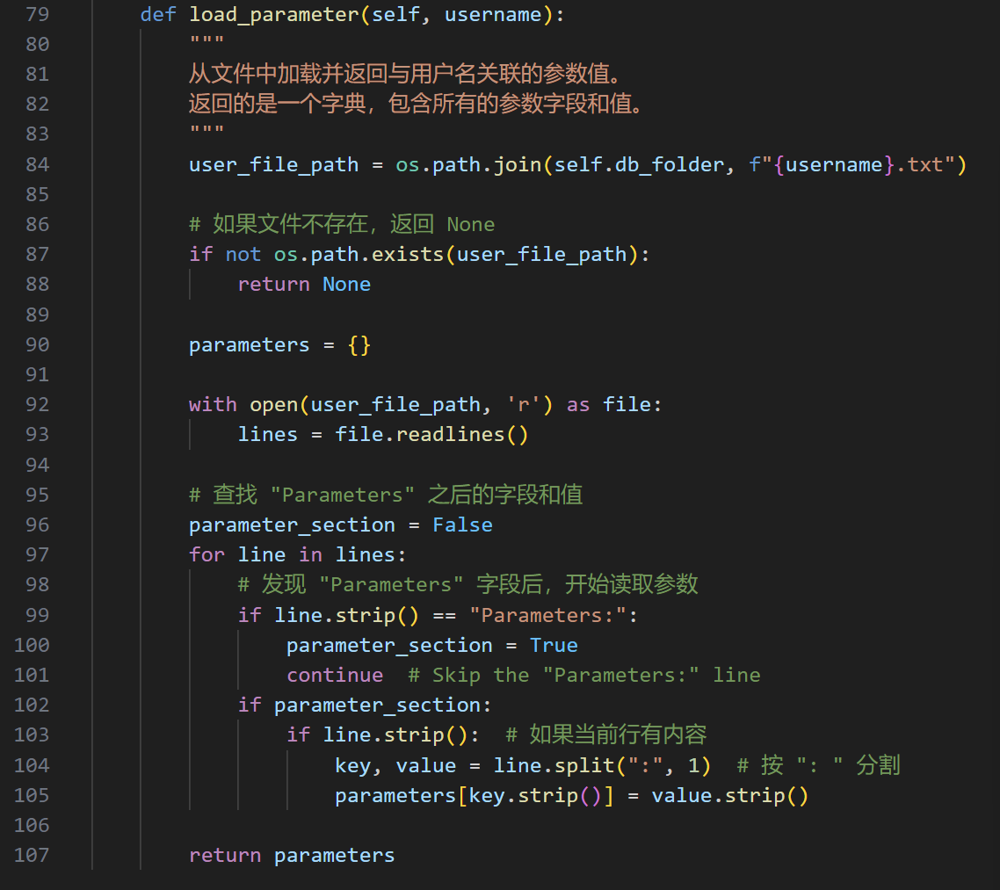 79 def load_parameter(self, username):
80 """
81 从文件中加载并返回与用户名关联的参数值。
82 返回的是一个字典，包含所有的参数字段和值。
83 """
84 user_file_path = os.path.join(self.db_folder, f"{username}.txt")
85
86 # 如果文件不存在，返回 None
87 if not os.path.exists(user_file_path):
88 return None
89
90 parameters = {}
91
92 with open(user_file_path, 'r') as file:
93 lines = file.readlines()
94
95 # 查找 "Parameters" 之后的字段和值
96 parameter_section = False
97 for line in lines:
98 # 发现 "Parameters" 字段后，开始读取参数
99 if line.strip() == "Parameters:":
100 parameter_section = True
101 continue # Skip the "Parameters:" line
102 if parameter_section:
103 if line.strip(): # 如果当前行有内容
104 key, value = line.split(":", 1) # 按 ": " 分割
105 parameters[key.strip()] = value.strip()
106
107 return parameters